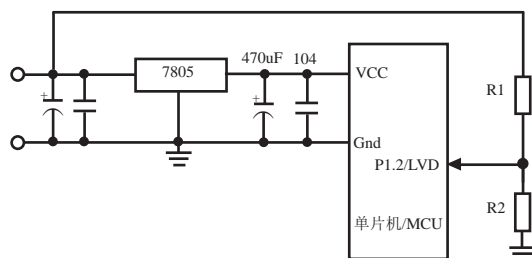 7805
470uF
104
VCC
R1
Gnd
P1.2/LVD
R2
单片机/MCU
+
+